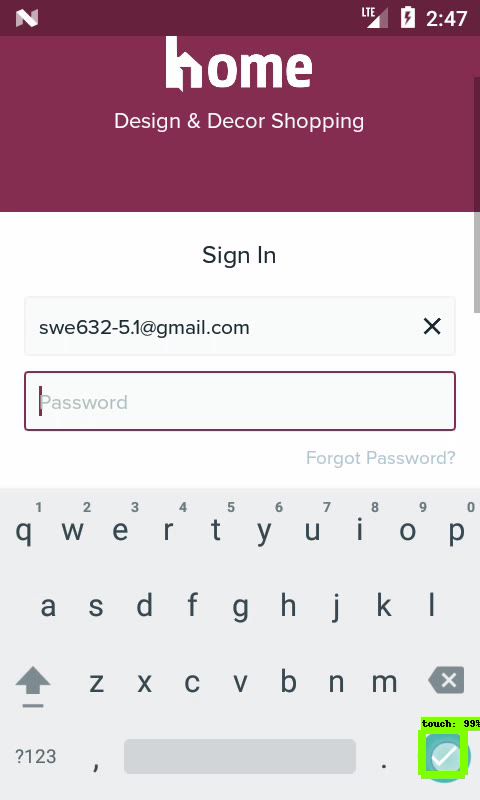 LTE 2:47
home
Design & Decor Shopping
Sign In
swe632-5.1@gmail.com
Password
Forgot Password?
1 2 3 4 5 6 7 8 9 0
q w e r t y u i o p
a s d f g h j k l
z x c v b n m
touch: 99%
?123 , .